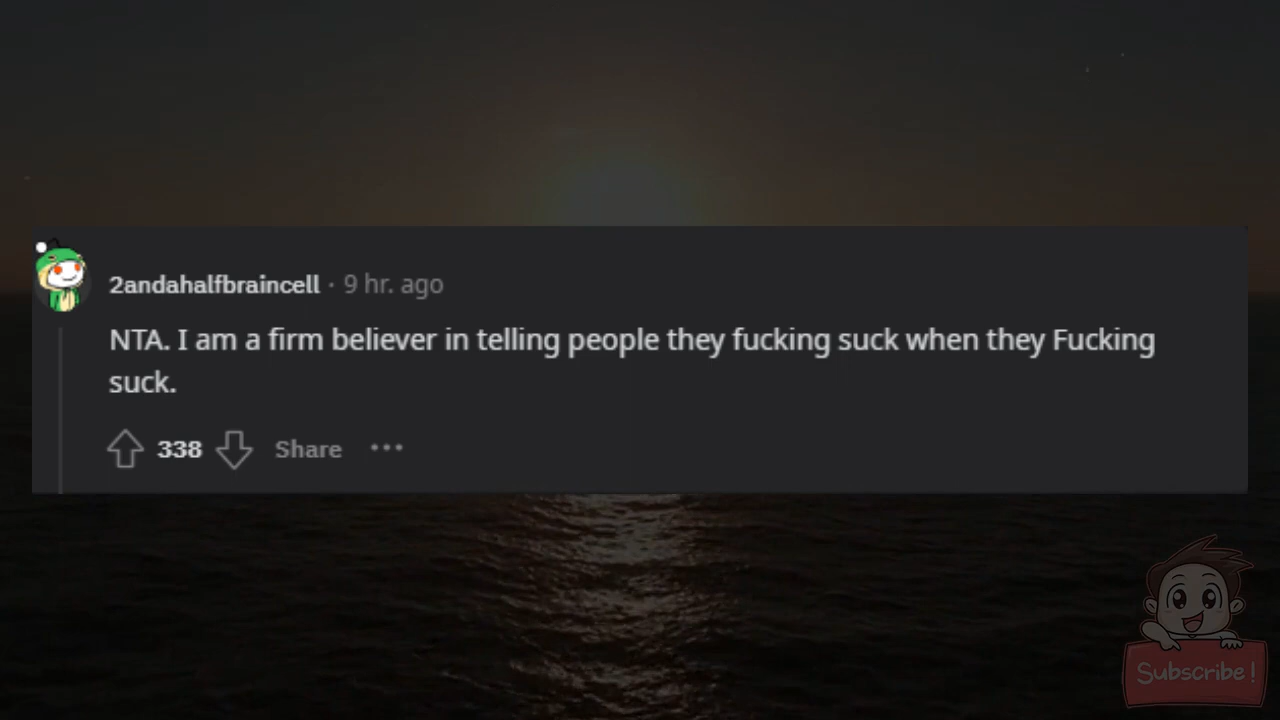 2andahalfbraincell · 9 hr. ago
NTA. I am a firm believer in telling people they fucking suck when they Fucking
suck.
338 Share ···
Subscribe!